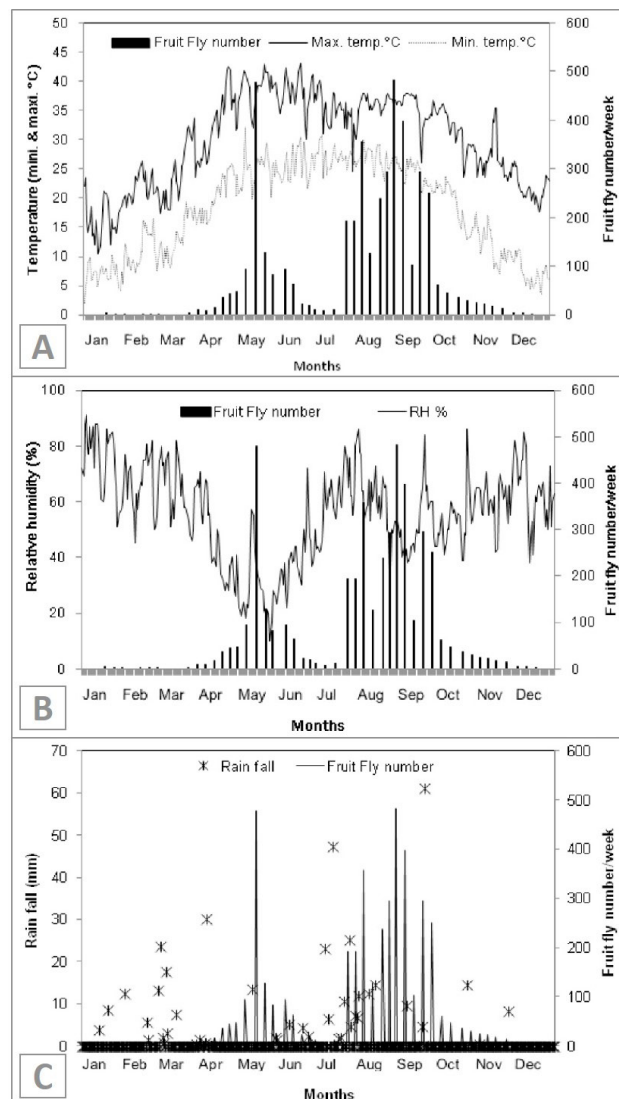 Fruit Fly number Max. temp.°C Min. temp.°C
Temperature (mini. & maxi. °C)
50
45
40
35
30
25
20
15
10
5
0
600
500
400
300
200
100
0
Fruit fly number/week
Jan Feb Mar Apr May Jun Jul Aug Sep Oct Nov Dec
Months
A
Fruit Fly number RH %
Relative humidity (%)
100
80
60
40
20
0
600
500
400
300
200
100
0
Fruit fly number/week
Jan Feb Mar Apr May Jun Jul Aug Sep Oct Nov Dec
Months
B
Rain fall Fruit Fly number
Rain fall (mm)
70
60
50
40
30
20
10
0
600
500
400
300
200
100
0
Fruit fly number/week
Jan Feb Mar Apr May Jun Jul Aug Sep Oct Nov Dec
Months
C